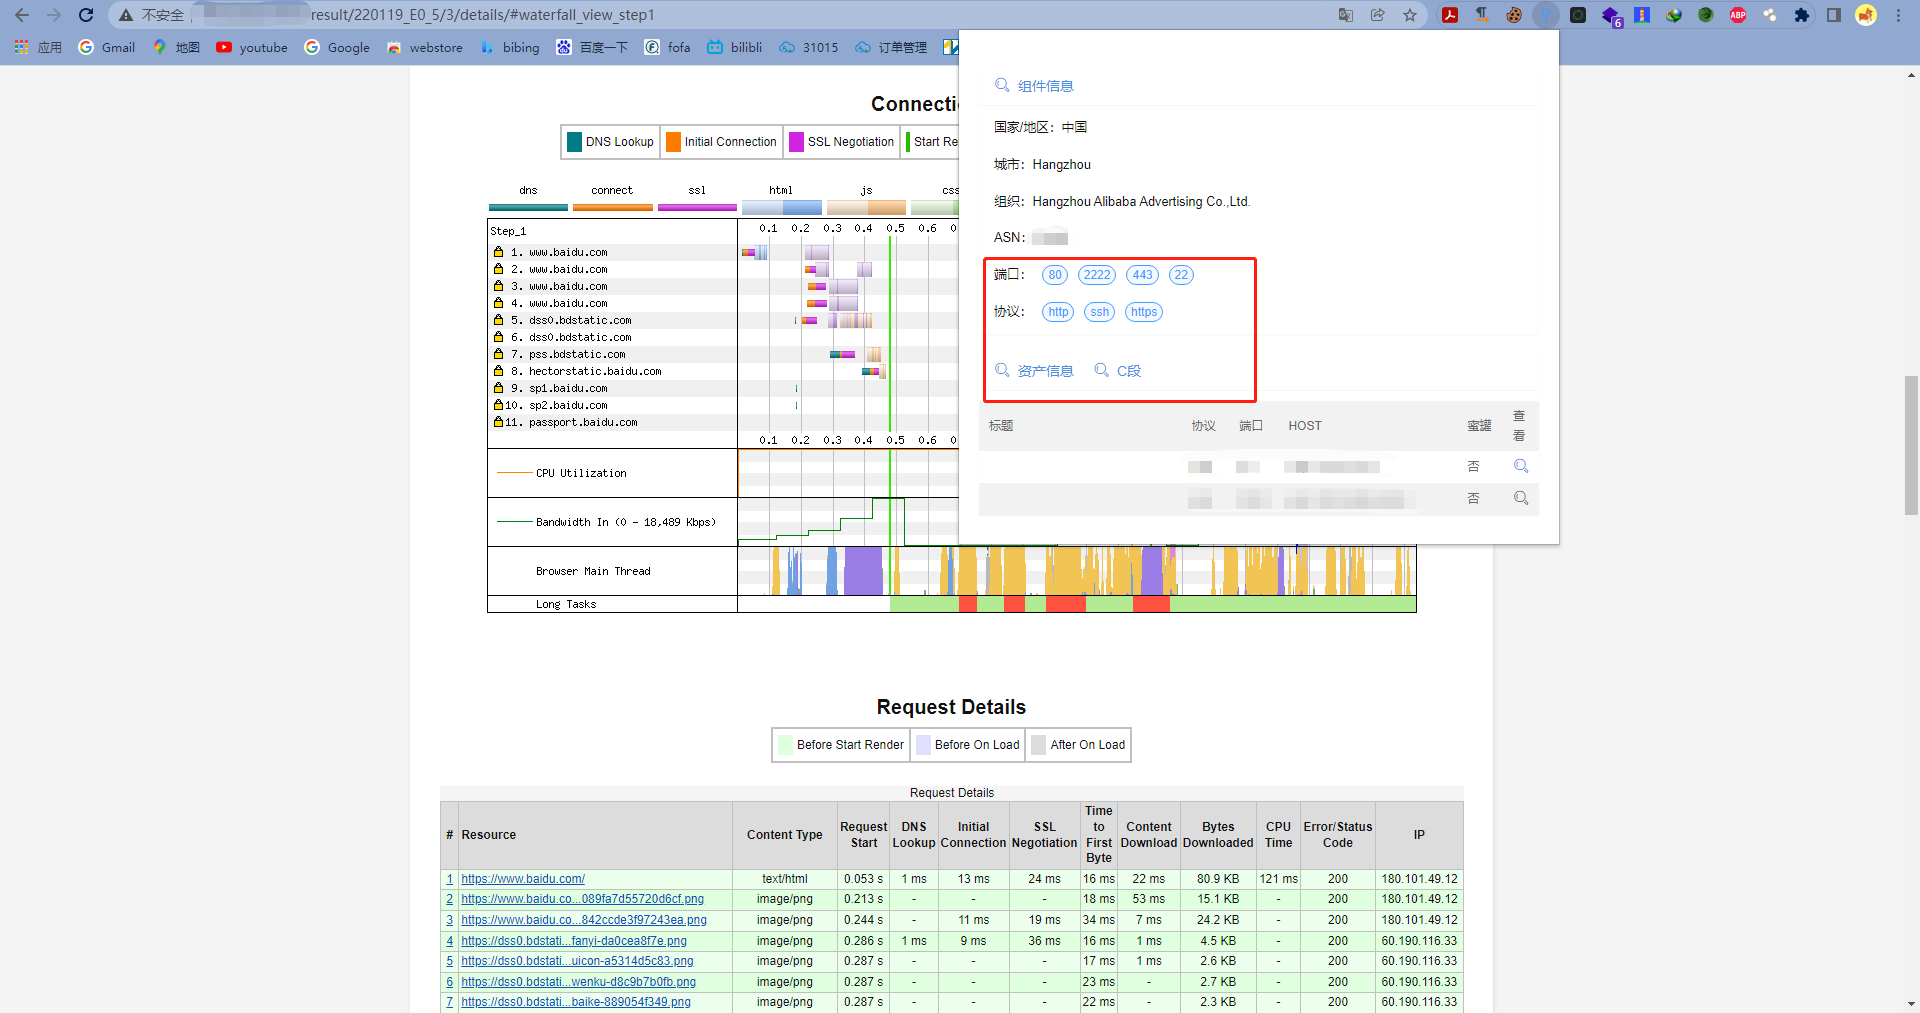 不安全
result/220119_E0_5/3/details/#waterfall_view_step1
6
ABP
应用
Gmail
地图
youtube
Google
webstore
bibing
百度一下
fofa
bilibli
31015
订单管理
Connectio
DNS Lookup
Initial Connection
SSL Negotiation
Start Re
dns
connect
ssl
html
js
css
Step_1
0.1 0.2 0.3 0.4 0.5 0.6 0
1. www.baidu.com
2. www.baidu.com
3. www.baidu.com
4. www.baidu.com
5. dss0.bdstatic.com
6. dss0.bdstatic.com
7. pss.bdstatic.com
8. hectorstatic.baidu.com
9. sp1.baidu.com
10. sp2.baidu.com
11. passport.baidu.com
0.1 0.2 0.3 0.4 0.5 0.6 0
CPU Utilization
Bandwidth In (0 - 18,489 Kbps)
Browser Main Thread
Long Tasks
组件信息
国家/地区：中国
城市：Hangzhou
组织：Hangzhou Alibaba Advertising Co.,Ltd.
ASN：
端口： 80 2222 443 22
协议： http ssh https
资产信息 C段
标题 协议 端口 HOST 蜜罐 查看
否
否
Request Details
Before Start Render
Before On Load
After On Load
Request Details
# Resource Content Type Request Start DNS Lookup Initial Connection SSL Negotiation Time to First Byte Content Download Bytes Downloaded CPU Time Error/Status Code IP
1 https://www.baidu.com/ text/html 0.053 s 1 ms 13 ms 24 ms 16 ms 22 ms 80.9 KB 121 ms 200 180.101.49.12
2 https://www.baidu.co...089fa7d55720d6cf.png image/png 0.213 s - - - 18 ms 53 ms 15.1 KB - 200 180.101.49.12
3 https://www.baidu.co...842ccde3f97243ea.png image/png 0.244 s - 11 ms 19 ms 34 ms 7 ms 24.2 KB - 200 180.101.49.12
4 https://dss0.bdstati...fanyi-da0cea8f7e.png image/png 0.286 s 1 ms 9 ms 36 ms 16 ms 1 ms 4.5 KB - 200 60.190.116.33
5 https://dss0.bdstati...uicon-a5314d5c83.png image/png 0.287 s - - - 17 ms 1 ms 2.6 KB - 200 60.190.116.33
6 https://dss0.bdstati...wenku-d8c9b7b0fb.png image/png 0.287 s - - - 23 ms - 2.7 KB - 200 60.190.116.33
7 https://dss0.bdstati...baike-889054f349.png image/png 0.287 s - - - 22 ms - 2.3 KB - 200 60.190.116.33